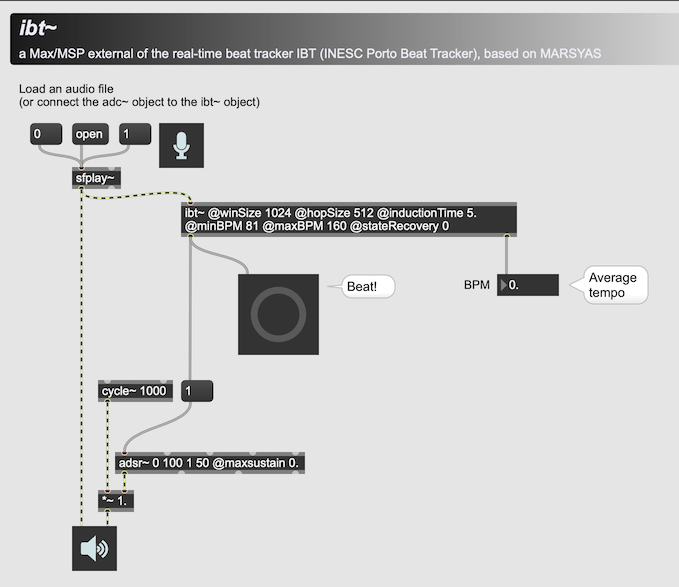 ibt~
a Max/MSP external of the real-time beat tracker IBT (INESC Porto Beat Tracker), based on MARSYAS
Load an audio file
(or connect the adc~ object to the ibt~ object)
0
open
1
sfplay~
ibt~ @winSize 1024 @hopSize 512 @inductionTime 5.
@minBPM 81 @maxBPM 160 @stateRecovery 0
Beat!
BPM
0.
Average
tempo
cycle~ 1000
1
adsr~ 0 100 1 50 @maxsustain 0.
*~ 1.